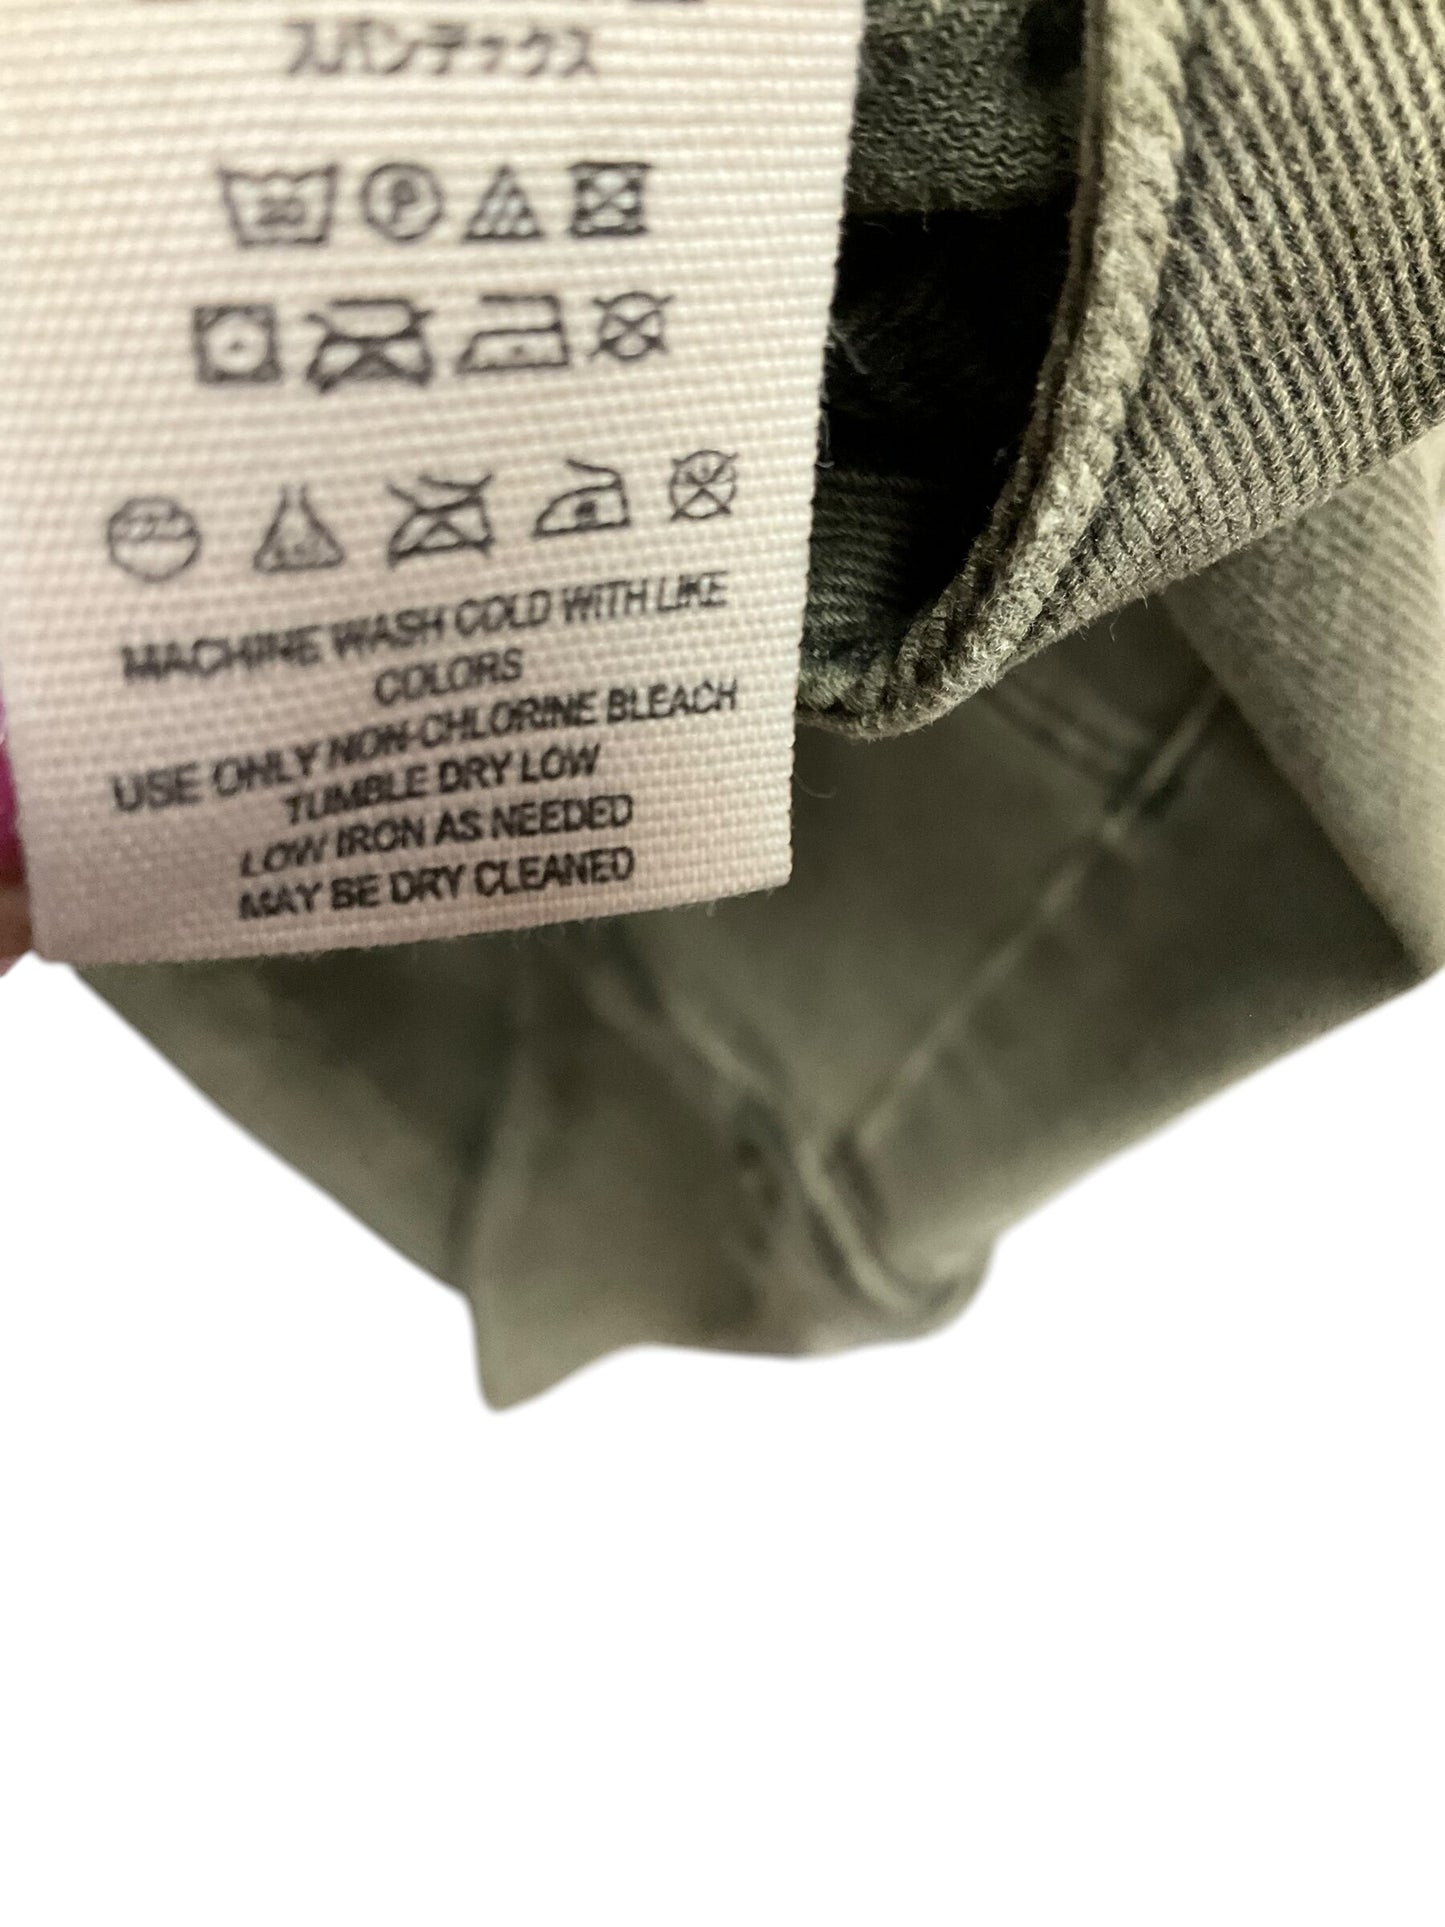 スパンテックス
P
MACHINE WASH COLD WITH LIKE
COLORS
USE ONLY NON-CHLORINE BLEACH
TUMBLE DRY LOW
LOW IRON AS NEEDED
MAY BE DRY CLEANED